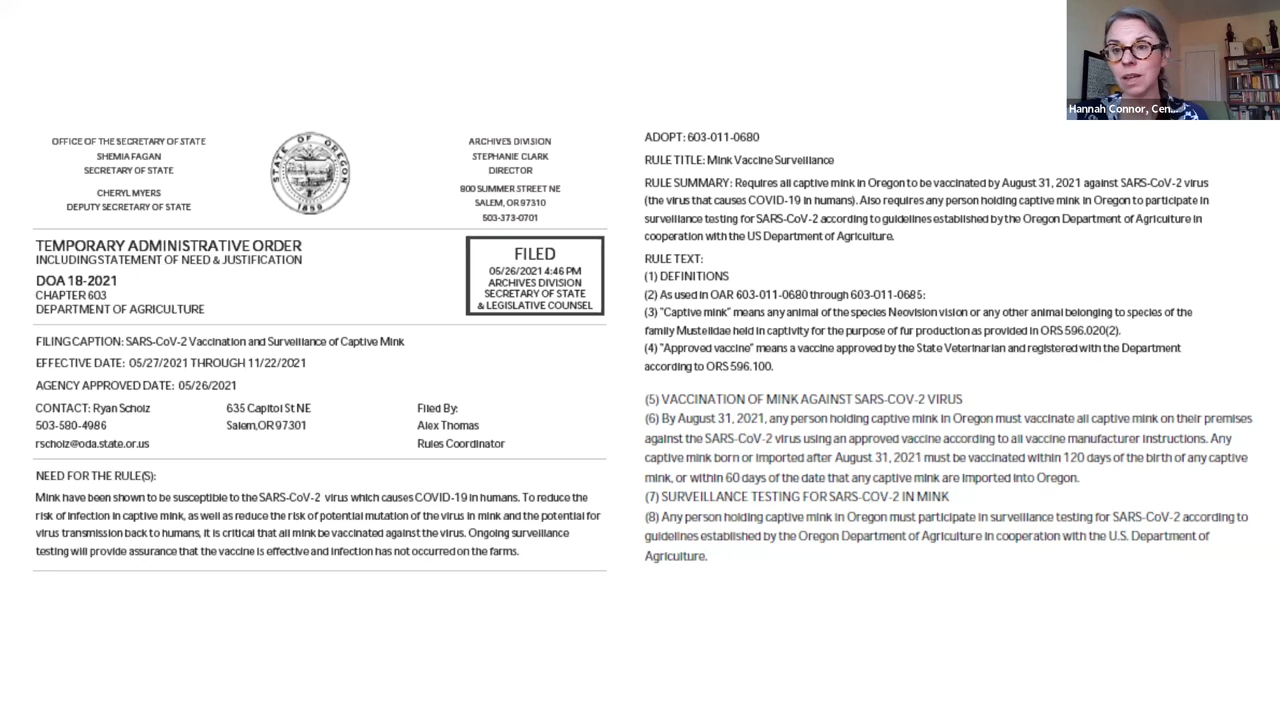 Hannah Connor, Cen...
OFFICE OF THE SECRETARY OF STATE
SHEMIA FAGAN
SECRETARY OF STATE
CHERYL MYERS
DEPUTY SECRETARY OF STATE
STATE OF OREGON
1859
ARCHIVES DIVISION
STEPHANIE CLARK
DIRECTOR
800 SUMMER STREET NE
SALEM, OR 97310
503-373-0701
TEMPORARY ADMINISTRATIVE ORDER
INCLUDING STATEMENT OF NEED & JUSTIFICATION
DOA 18-2021
CHAPTER 603
DEPARTMENT OF AGRICULTURE
FILED
05/26/2021 4:46 PM
ARCHIVES DIVISION
SECRETARY OF STATE
& LEGISLATIVE COUNSEL
FILING CAPTION: SARS-CoV-2 Vaccination and Surveillance of Captive Mink
EFFECTIVE DATE: 05/27/2021 THROUGH 11/22/2021
AGENCY APPROVED DATE: 05/26/2021
CONTACT: Ryan Scholz
503-580-4986
rscholz@oda.state.or.us
635 Capitol St NE
Salem,OR 97301
Filed By:
Alex Thomas
Rules Coordinator
NEED FOR THE RULE(S):
Mink have been shown to be susceptible to the SARS-CoV-2 virus which causes COVID-19 in humans. To reduce the
risk of infection in captive mink, as well as reduce the risk of potential mutation of the virus in mink and the potential for
virus transmission back to humans, it is critical that all mink be vaccinated against the virus. Ongoing surveillance
testing will provide assurance that the vaccine is effective and infection has not occurred on the farms.
ADOPT: 603-011-0680
RULE TITLE: Mink Vaccine Surveillance
RULE SUMMARY: Requires all captive mink in Oregon to be vaccinated by August 31, 2021 against SARS-CoV-2 virus
(the virus that causes COVID-19 in humans). Also requires any person holding captive mink in Oregon to participate in
surveillance testing for SARS-CoV-2 according to guidelines established by the Oregon Department of Agriculture in
cooperation with the US Department of Agriculture.
RULE TEXT:
(1) DEFINITIONS
(2) As used in OAR 603-011-0680 through 603-011-0685:
(3) "Captive mink" means any animal of the species Neovision vision or any other animal belonging to species of the
family Mustelidae held in captivity for the purpose of fur production as provided in ORS 596.020(2).
(4) "Approved vaccine" means a vaccine approved by the State Veterinarian and registered with the Department
according to ORS 596.100.
(5) VACCINATION OF MINK AGAINST SARS-COV-2 VIRUS
(6) By August 31, 2021, any person holding captive mink in Oregon must vaccinate all captive mink on their premises
against the SARS-CoV-2 virus using an approved vaccine according to all vaccine manufacturer instructions. Any
captive mink born or imported after August 31, 2021 must be vaccinated within 120 days of the birth of any captive
mink, or within 60 days of the date that any captive mink are imported into Oregon.
(7) SURVEILLANCE TESTING FOR SARS-COV-2 IN MINK
(8) Any person holding captive mink in Oregon must participate in surveillance testing for SARS-CoV-2 according to
guidelines established by the Oregon Department of Agriculture in cooperation with the U.S. Department of
Agriculture.